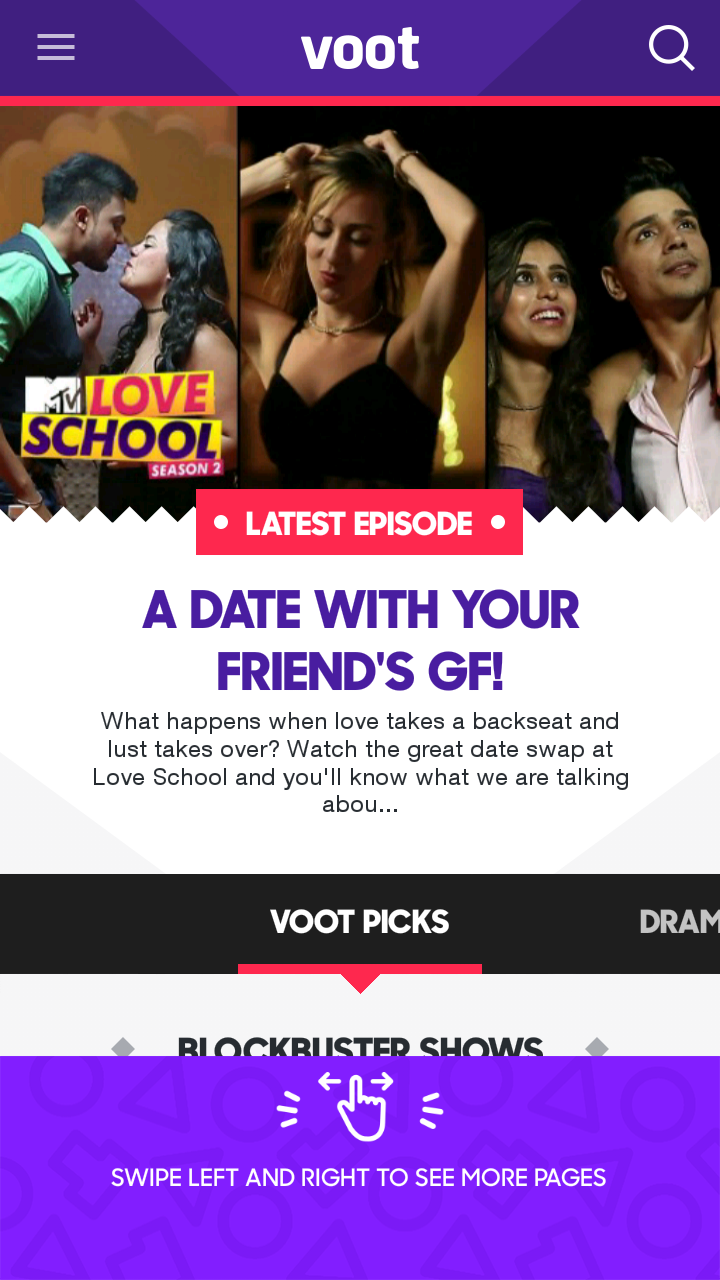 voot
MTV LOVE
SCHOOL
SEASON 2
LATEST EPISODE
A DATE WITH YOUR
FRIEND'S GF!
What happens when love takes a backseat and
lust takes over? Watch the great date swap at
Love School and you'll know what we are talking
abou...
VOOT PICKS
DRAM
BLOCKBUSTER SHOWS
SWIPE LEFT AND RIGHT TO SEE MORE PAGES